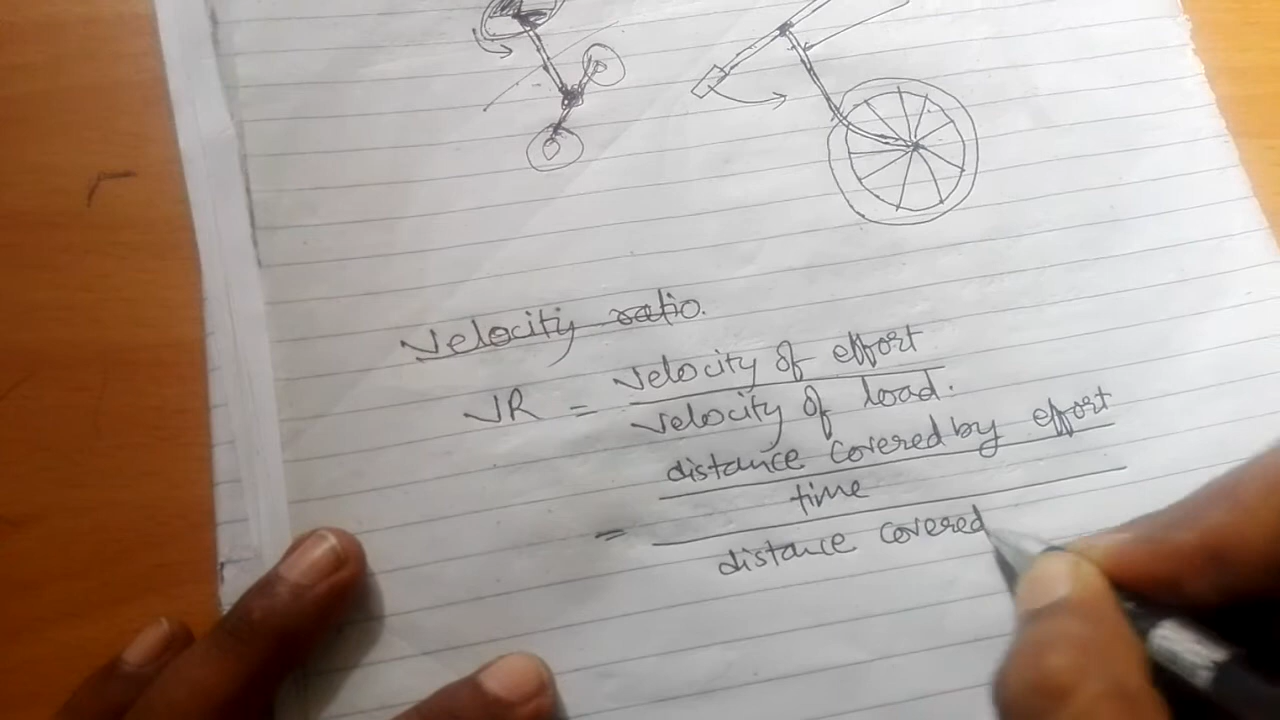 Velocity ratio.
VR = velocity of effort
velocity of load.
distance covered by effort
time
=
distance covered